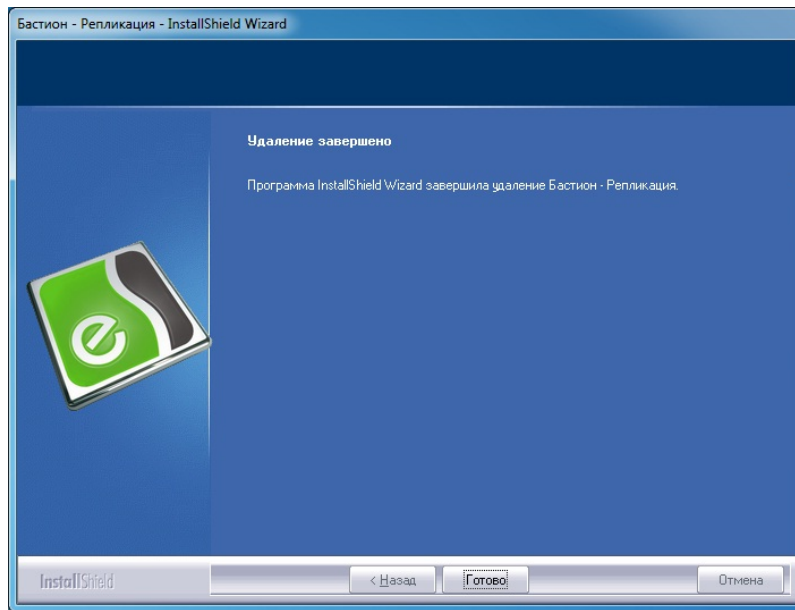 Бастион - Репликация - InstallShield Wizard
Удаление завершено
Программа InstallShield Wizard завершила удаление Бастион - Репликация.
e
InstallShield
< Назад
Готово
Отмена